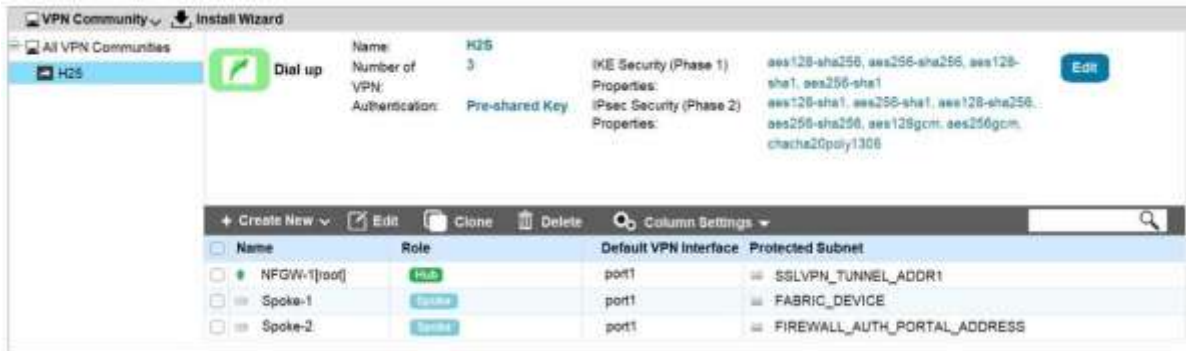 VPN Community Install Wizard
All VPN Communities
H2S
Dial up
Name: H2S
Number of VPN: 3
Authentication: Pre-shared Key
IKE Security (Phase 1) Properties: aes128-sha256, aes256-sha256, aes128-sha1, aes256-sha1
IPsec Security (Phase 2) Properties: aes128-sha1, aes256-sha1, aes128-sha256, aes256-sha256, aes128gcm, aes256gcm, chacha20poly1306
Edit
+ Create New Edit Clone Delete Column Settings
Name Role Default VPN Interface Protected Subnet
NFGW-1[root] Hub port1 SSLVPN_TUNNEL_ADDR1
Spoke-1 Spoke port1 FABRIC_DEVICE
Spoke-2 Spoke port1 FIREWALL_AUTH_PORTAL_ADDRESS